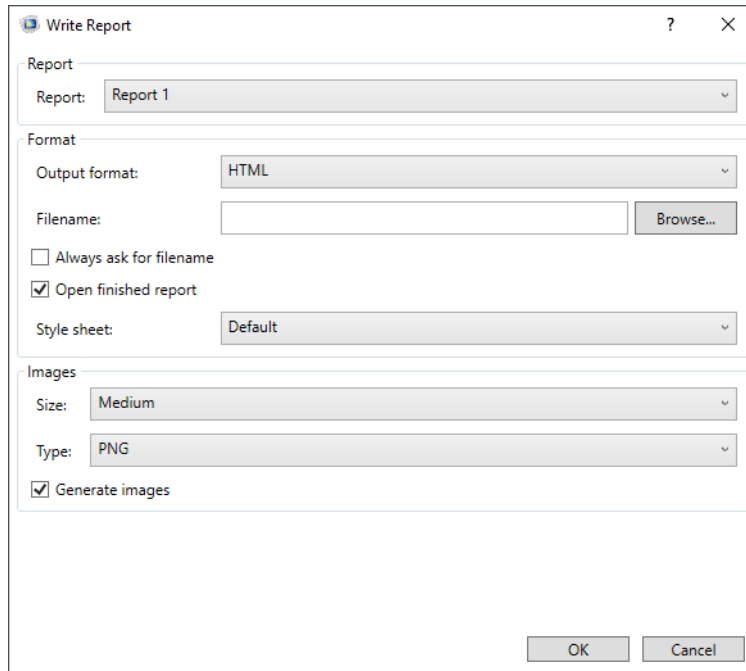 Write Report
? ×
Report
Report: Report 1
Format
Output format: HTML
Filename: Browse...
Always ask for filename
Open finished report
Style sheet: Default
Images
Size: Medium
Type: PNG
Generate images
OK Cancel